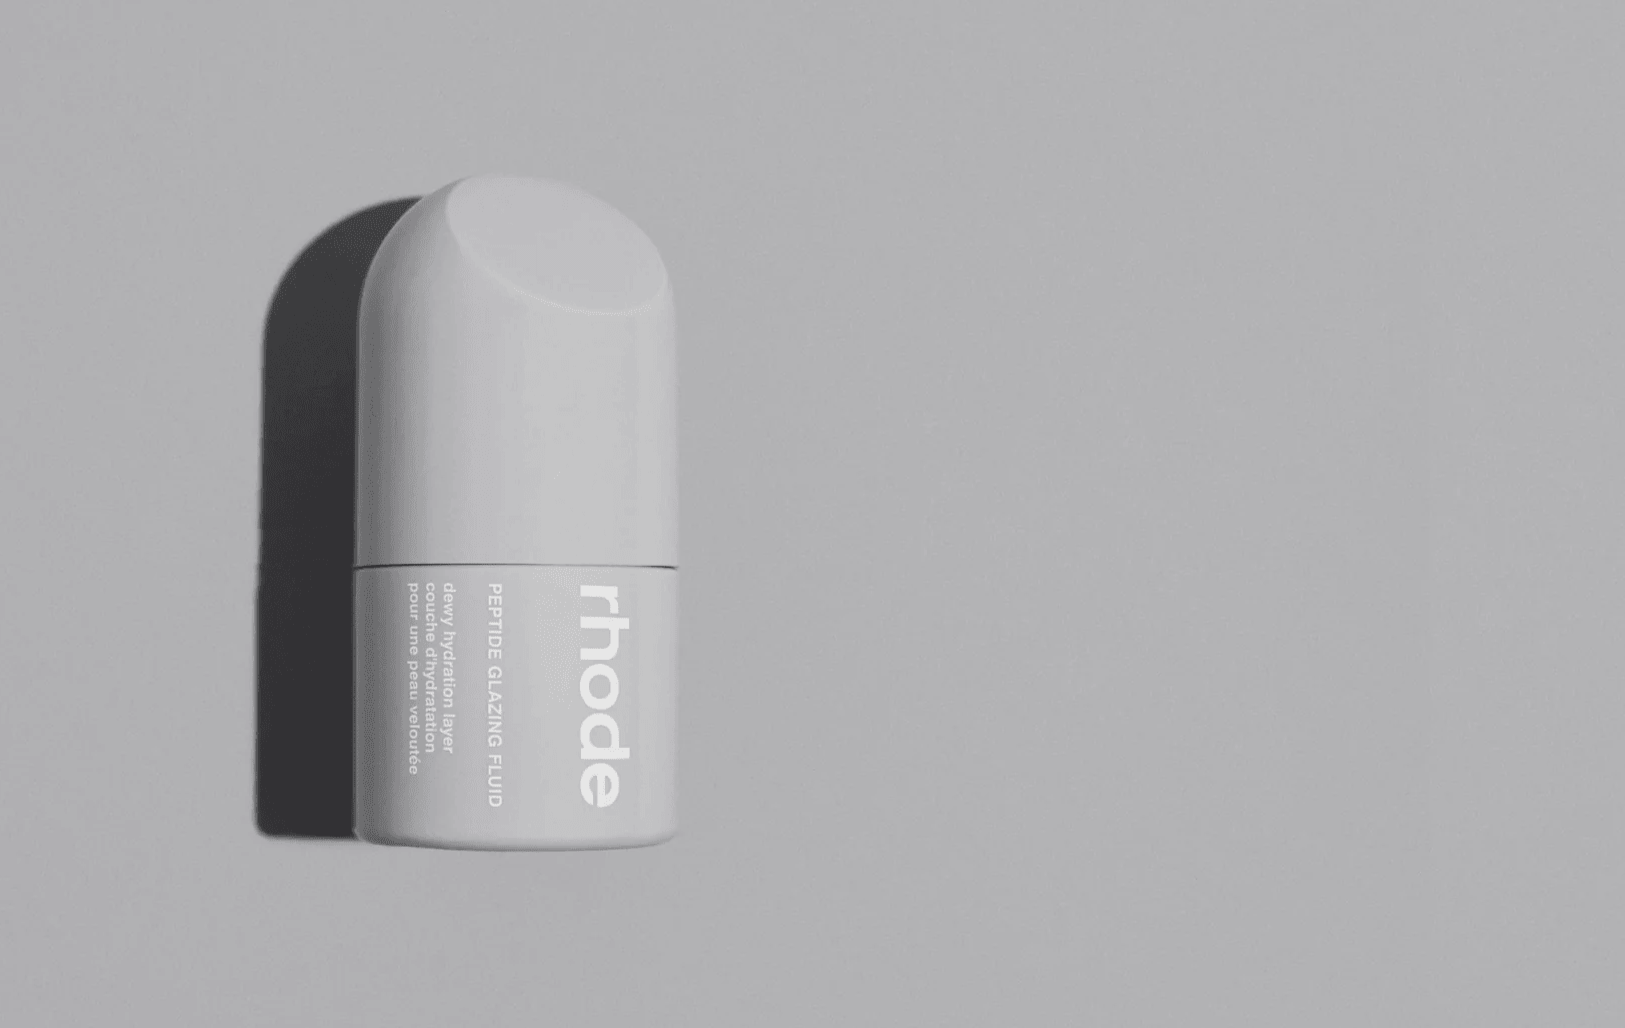 rhode
PEPTIDE GLAZING FLUID
dewy hydration layer
couche d'hydratation
pour une peau veloutée